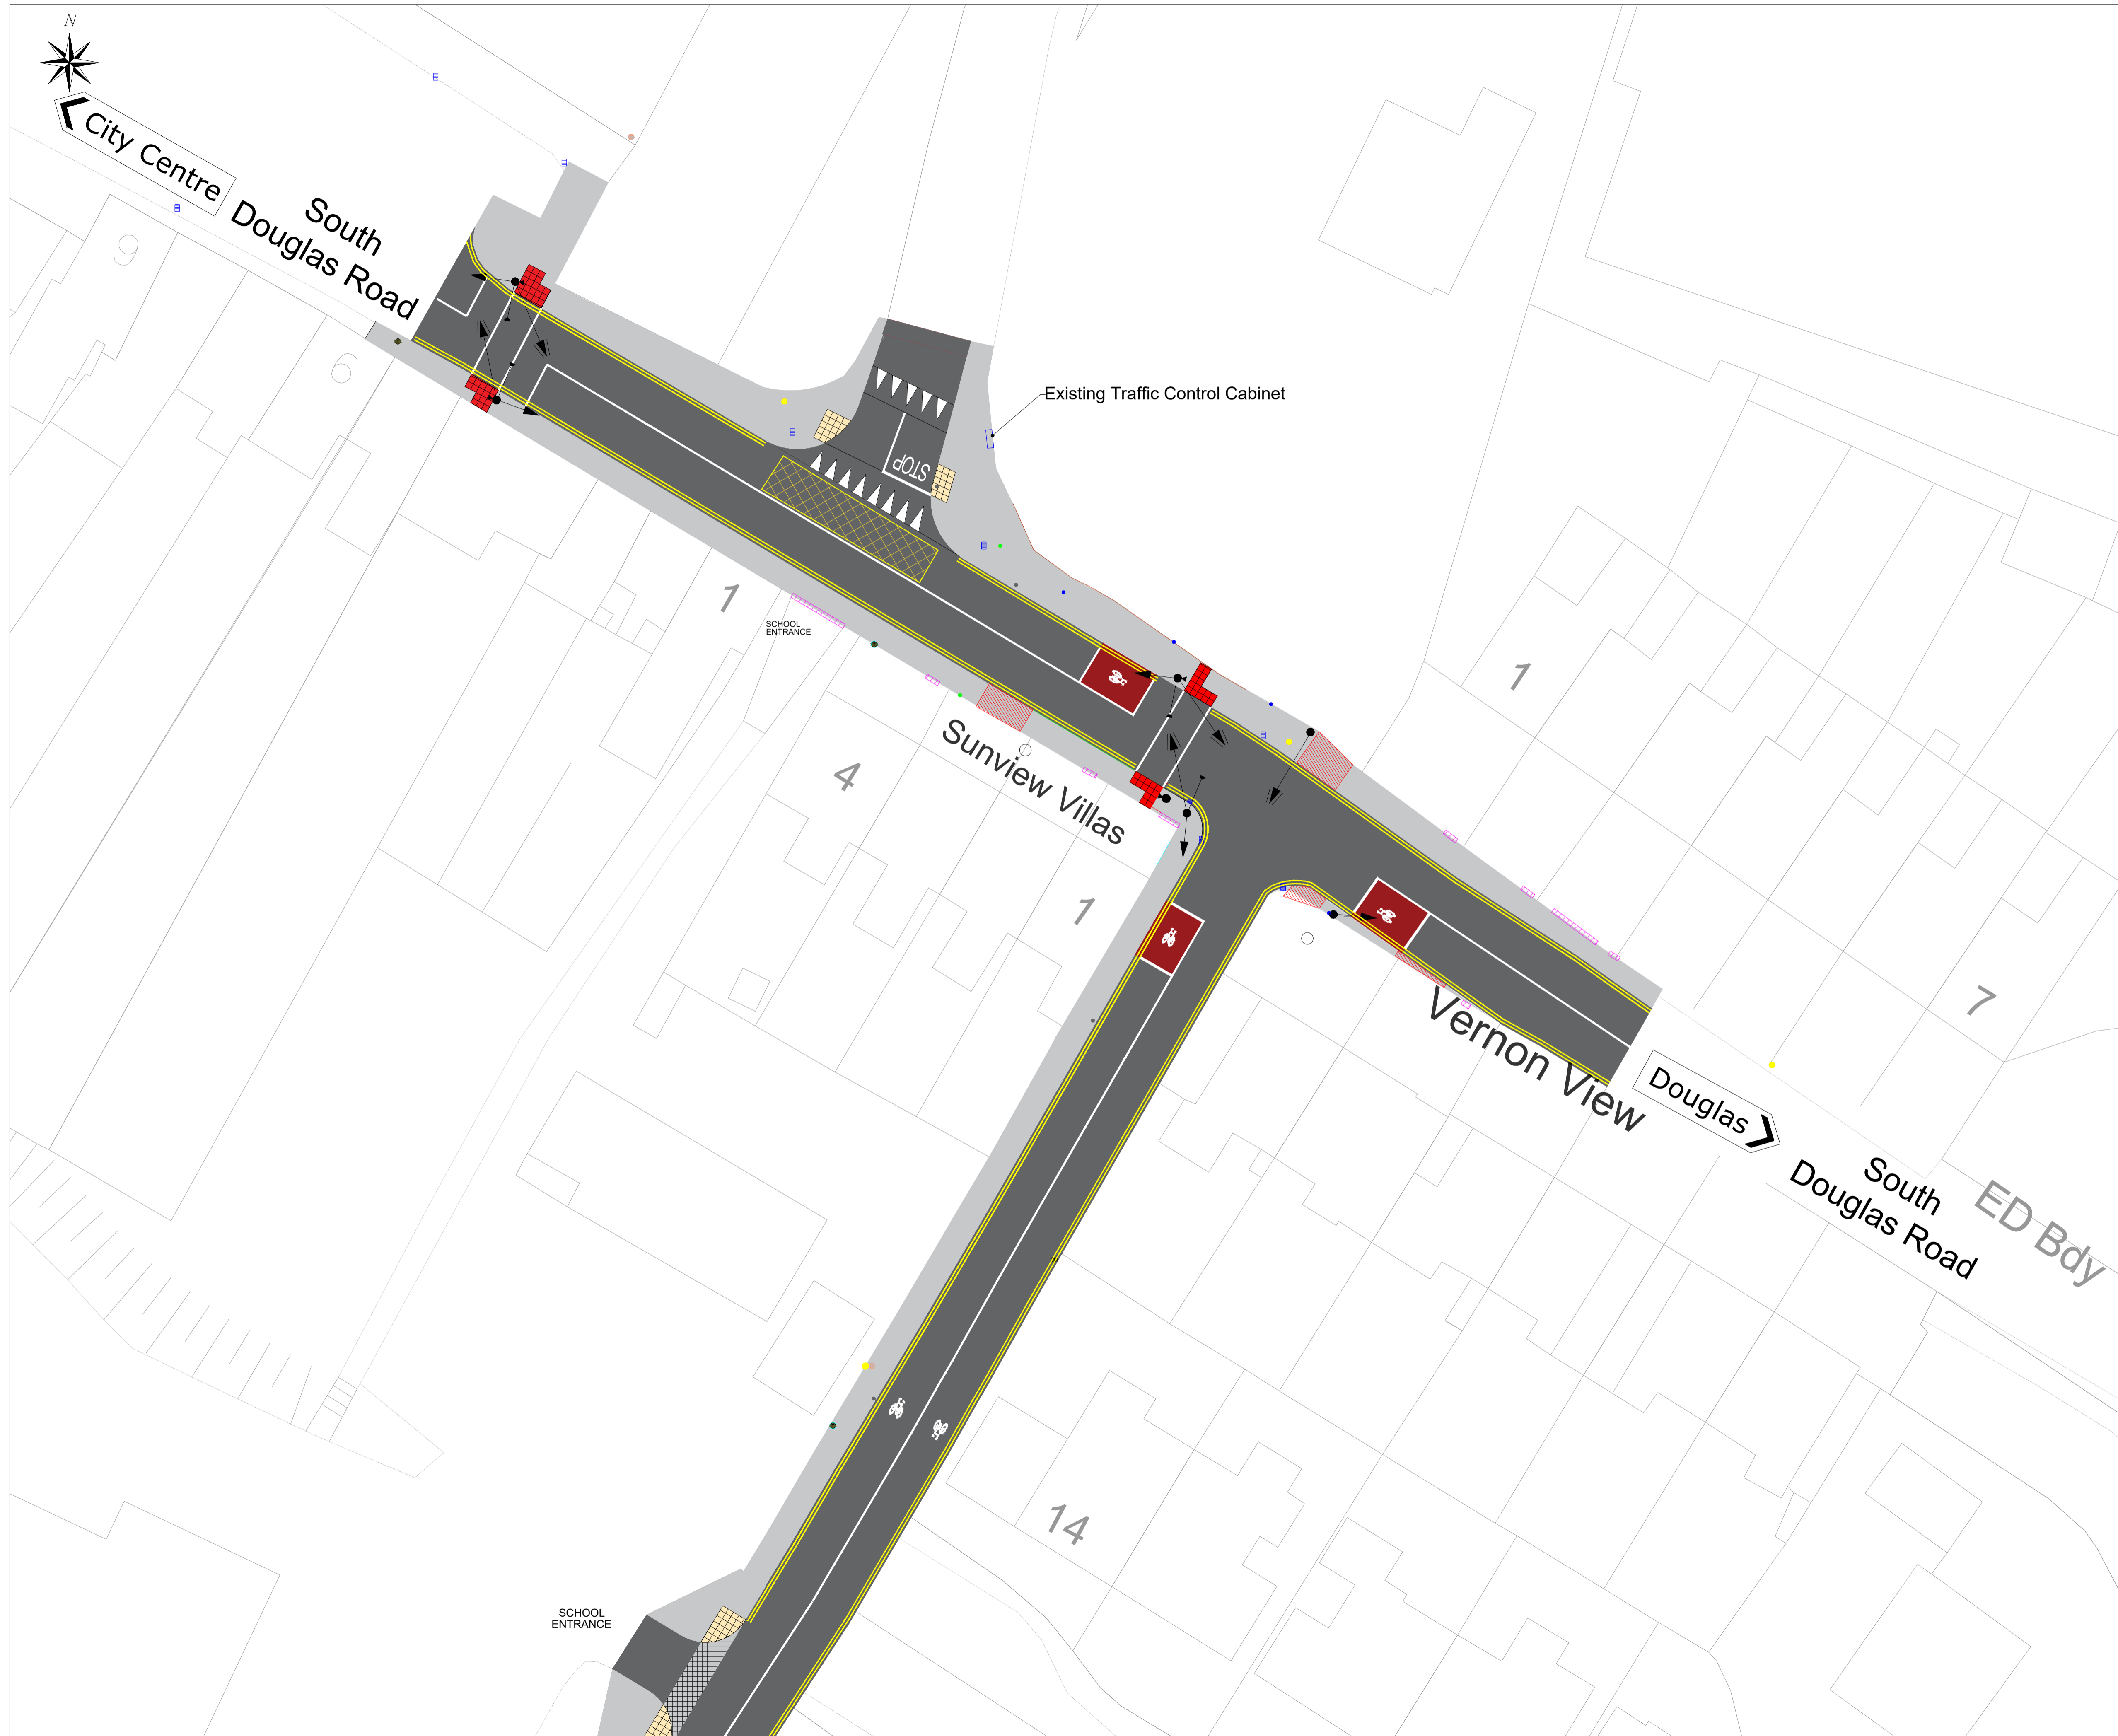 N
City Centre
South
Douglas Road
9
6
Existing Traffic Control Cabinet
STOP
1
SCHOOL
ENTRANCE
Sunview Villas
4
1
1
7
Vernon View
Douglas
South
Douglas Road
ED Bdy
14
SCHOOL
ENTRANCE